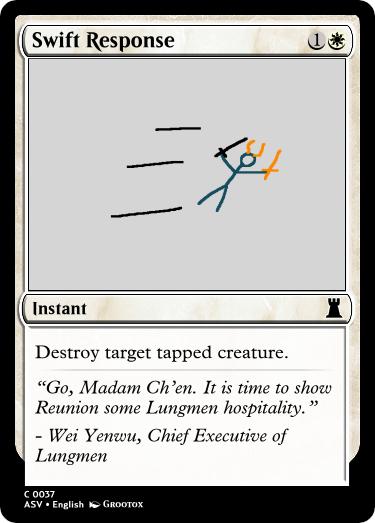 Swift Response 1
Instant
Destroy target tapped creature.
“Go, Madam Ch’en. It is time to show
Reunion some Lungmen hospitality.”
- Wei Yenwu, Chief Executive of
Lungmen
C 0037
ASV • English Grootox